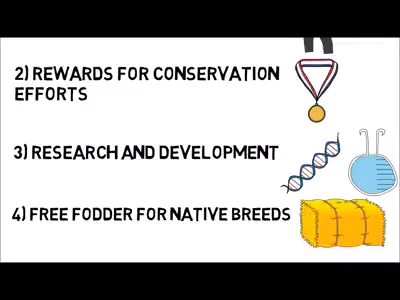 2) REWARDS FOR CONSERVATION
EFFORTS
3) RESEARCH AND DEVELOPMENT
4) FREE FODDER FOR NATIVE BREEDS